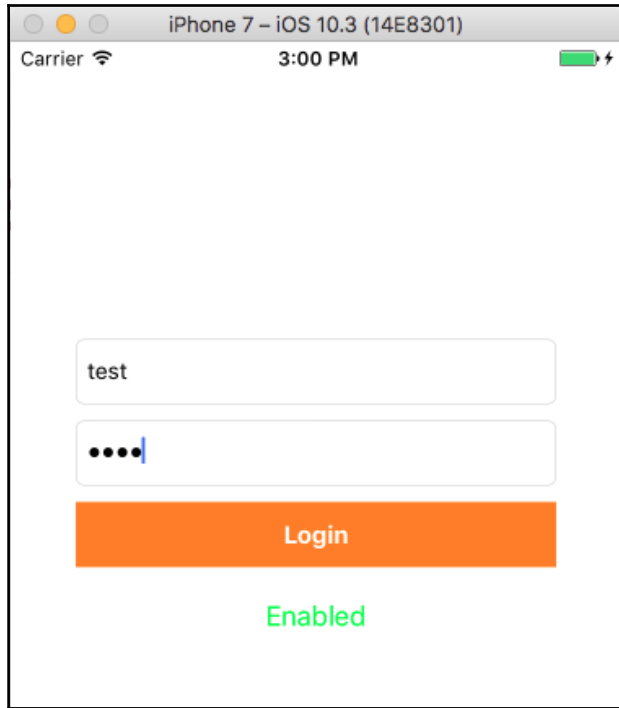 iPhone 7 – iOS 10.3 (14E8301)
Carrier 3:00 PM
test
••••
Login
Enabled